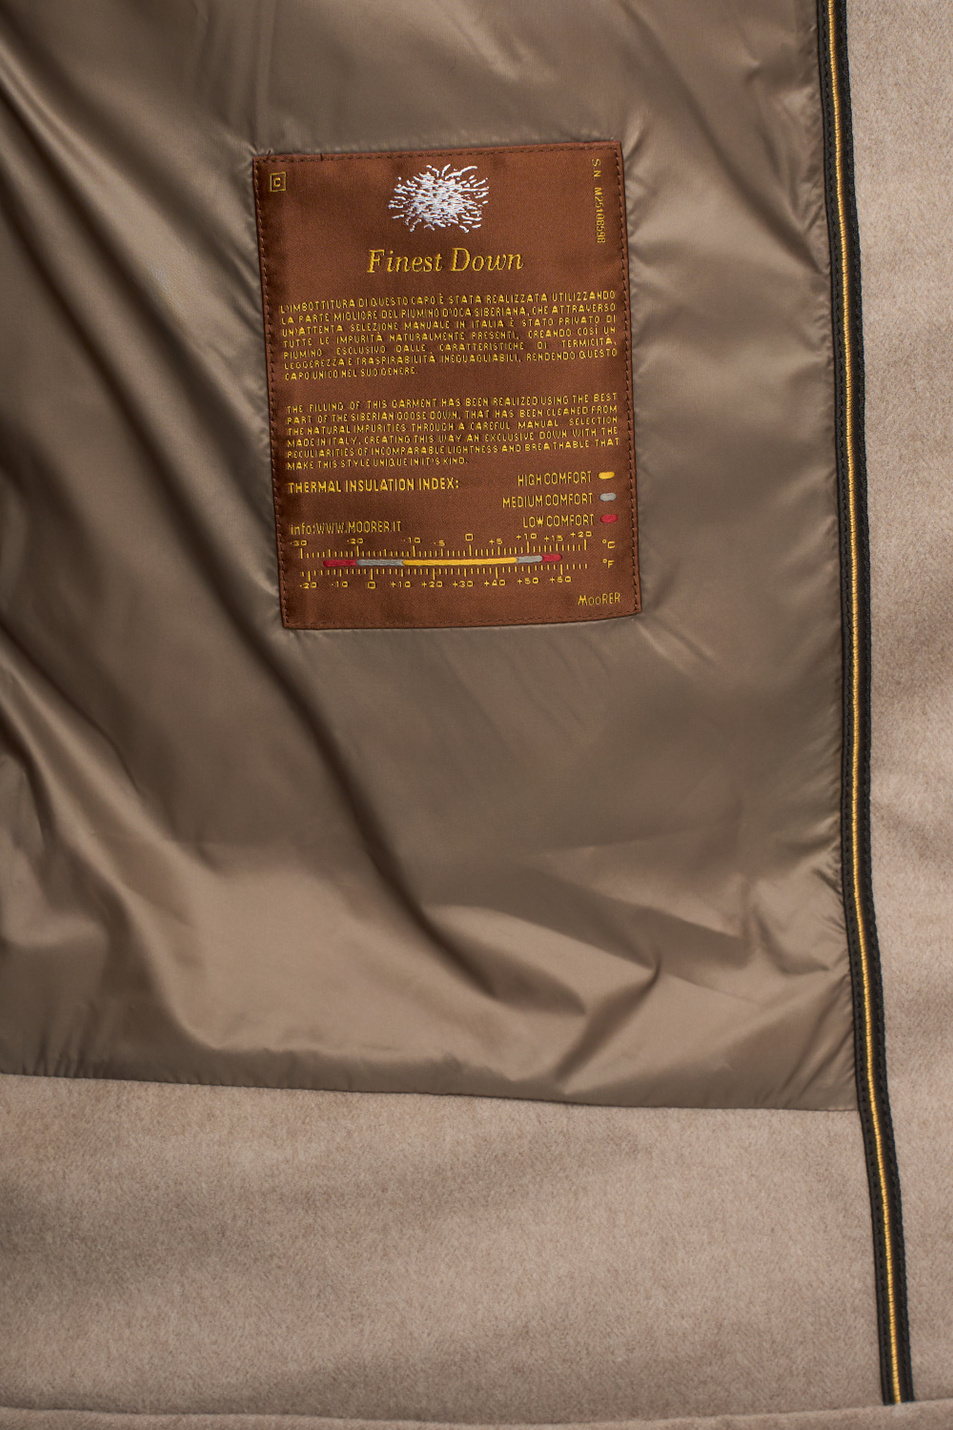 C
S.N. M25108598
Finest Down
L'IMBOTTITURA DI QUESTO CAPO È STATA REALIZZATA UTILIZZANDO
LA PARTE MIGLIORE DEL PIUMINO D'OCA SIBERIANA, CHE ATTRAVERSO
UN'ATTENTA SELEZIONE MANUALE IN ITALIA È STATO PRIVATO DI
TUTTE LE IMPURITÀ NATURALMENTE PRESENTI, CREANDO COSÌ UN
PIUMINO ESCLUSIVO DALLE CARATTERISTICHE DI TERMICITÀ,
LEGGEREZZA E TRASPIRABILITÀ INEGUAGLIABILI, RENDENDO QUESTO
CAPO UNICO NEL SUO GENERE.
THE FILLING OF THIS GARMENT HAS BEEN REALIZED USING THE BEST
PART OF THE SIBERIAN GOOSE DOWN, THAT HAS BEEN CLEANED FROM
THE NATURAL IMPURITIES THROUGH A CAREFUL MANUAL SELECTION
MADE IN ITALY, CREATING THIS WAY AN EXCLUSIVE DOWN WITH THE
PECULIARITIES OF INCOMPARABLE LIGHTNESS AND BREATHABLE THAT
MAKE THIS STYLE UNIQUE IN IT'S KIND.
THERMAL INSULATION INDEX: HIGH COMFORT
MEDIUM COMFORT
info: WWW.MOORER.IT LOW COMFORT
-30 -20 -10 -5 0 +5 +10 +15 +20 °C
-20 -10 0 +10 +20 +30 +40 +50 +60 °F
MOORER